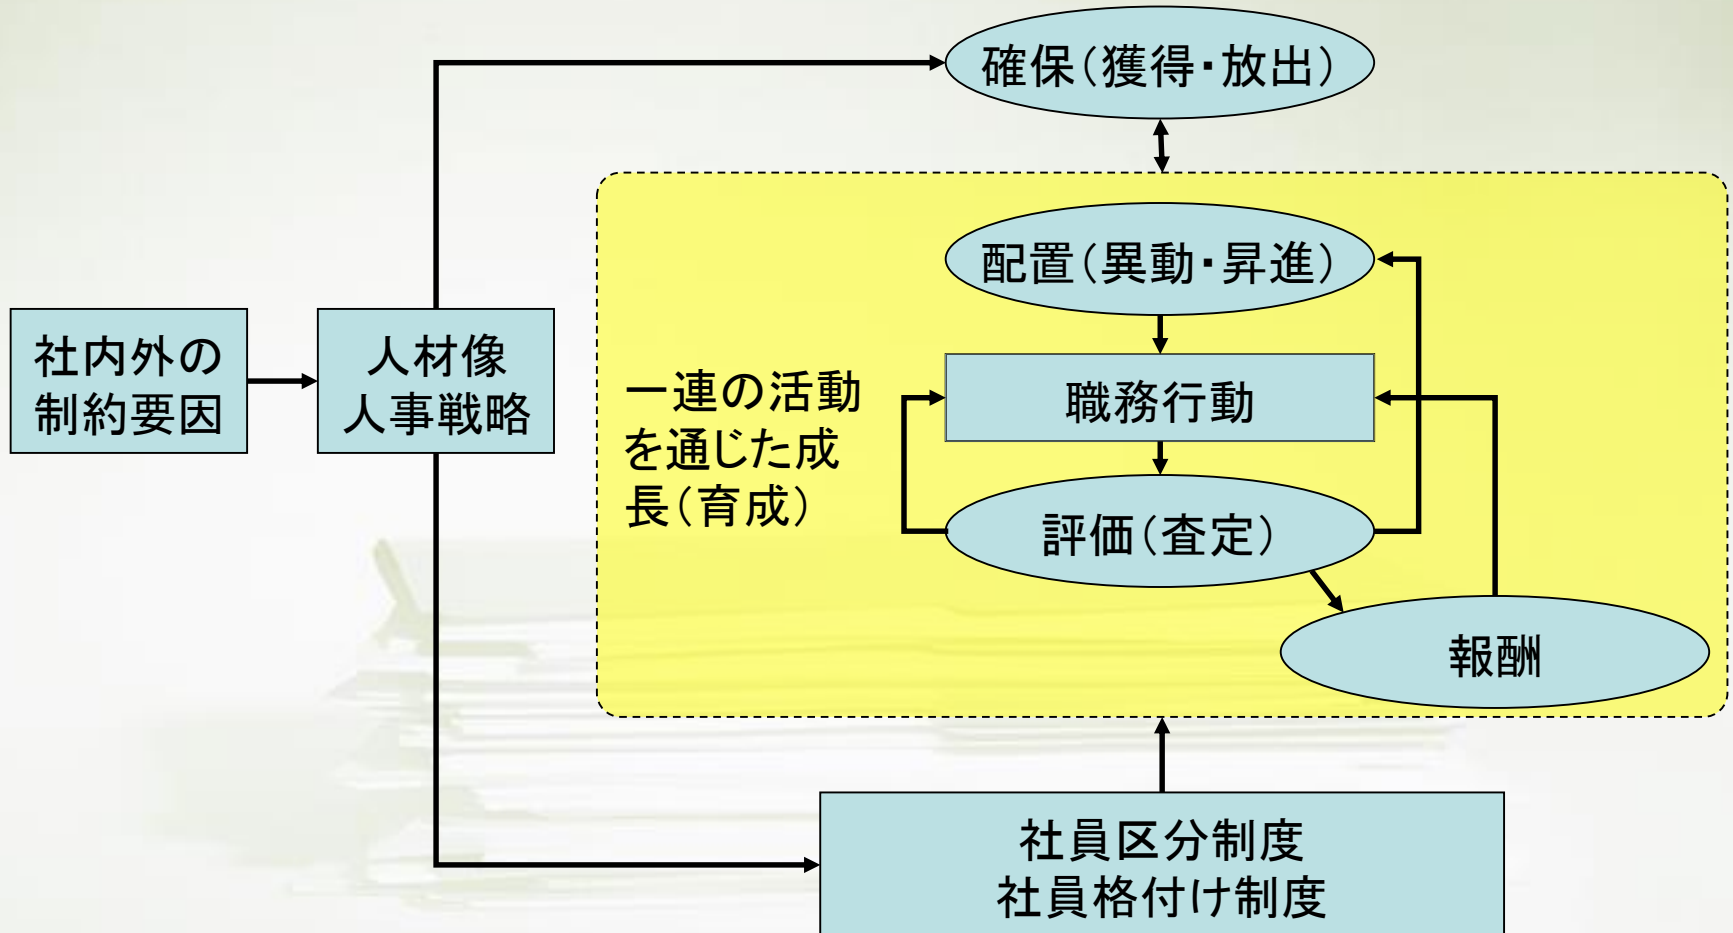 確保（獲得・放出）
配置（異動・昇進）
社内外の
制約要因
人材像
人事戦略
一連の活動
を通じた成
長（育成）
職務行動
評価（査定）
報酬
社員区分制度
社員格付け制度